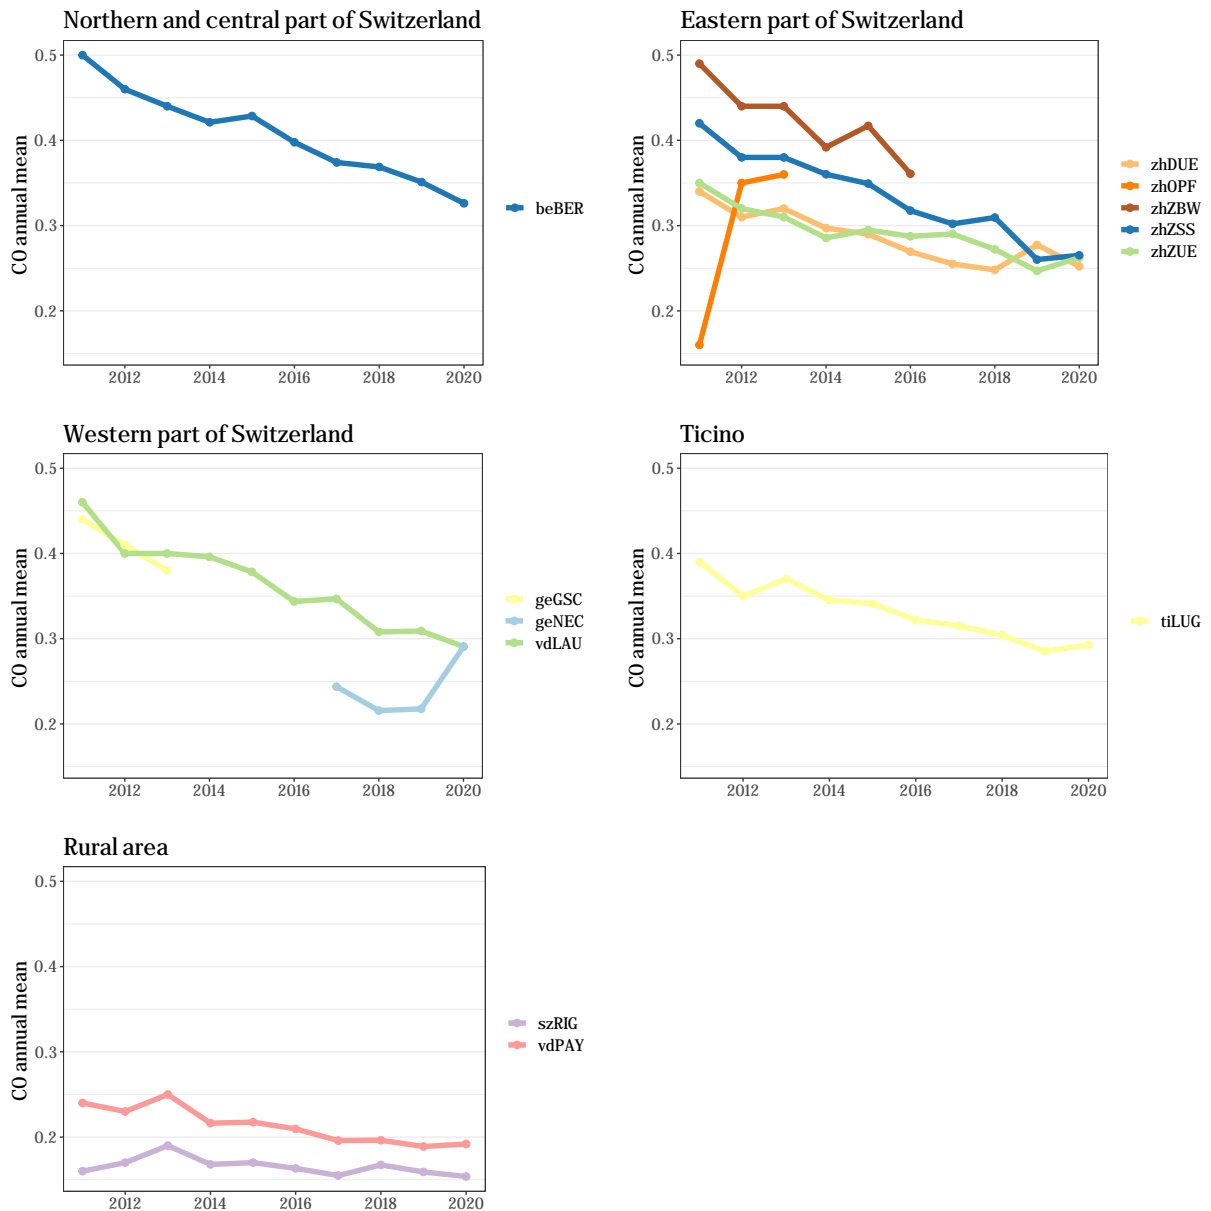 Northern and central part of Switzerland
CO annual mean
0.5
0.4
0.3
0.2
2012 2014 2016 2018 2020
beBER
Eastern part of Switzerland
CO annual mean
0.5
0.4
0.3
0.2
2012 2014 2016 2018 2020
zhDUE
zhOPF
zhZBW
zhZSS
zhZUE
Western part of Switzerland
CO annual mean
0.5
0.4
0.3
0.2
2012 2014 2016 2018 2020
geGSC
geNEC
vdLAU
Ticino
CO annual mean
0.5
0.4
0.3
0.2
2012 2014 2016 2018 2020
tiLUG
Rural area
CO annual mean
0.5
0.4
0.3
0.2
2012 2014 2016 2018 2020
szRIG
vdPAY